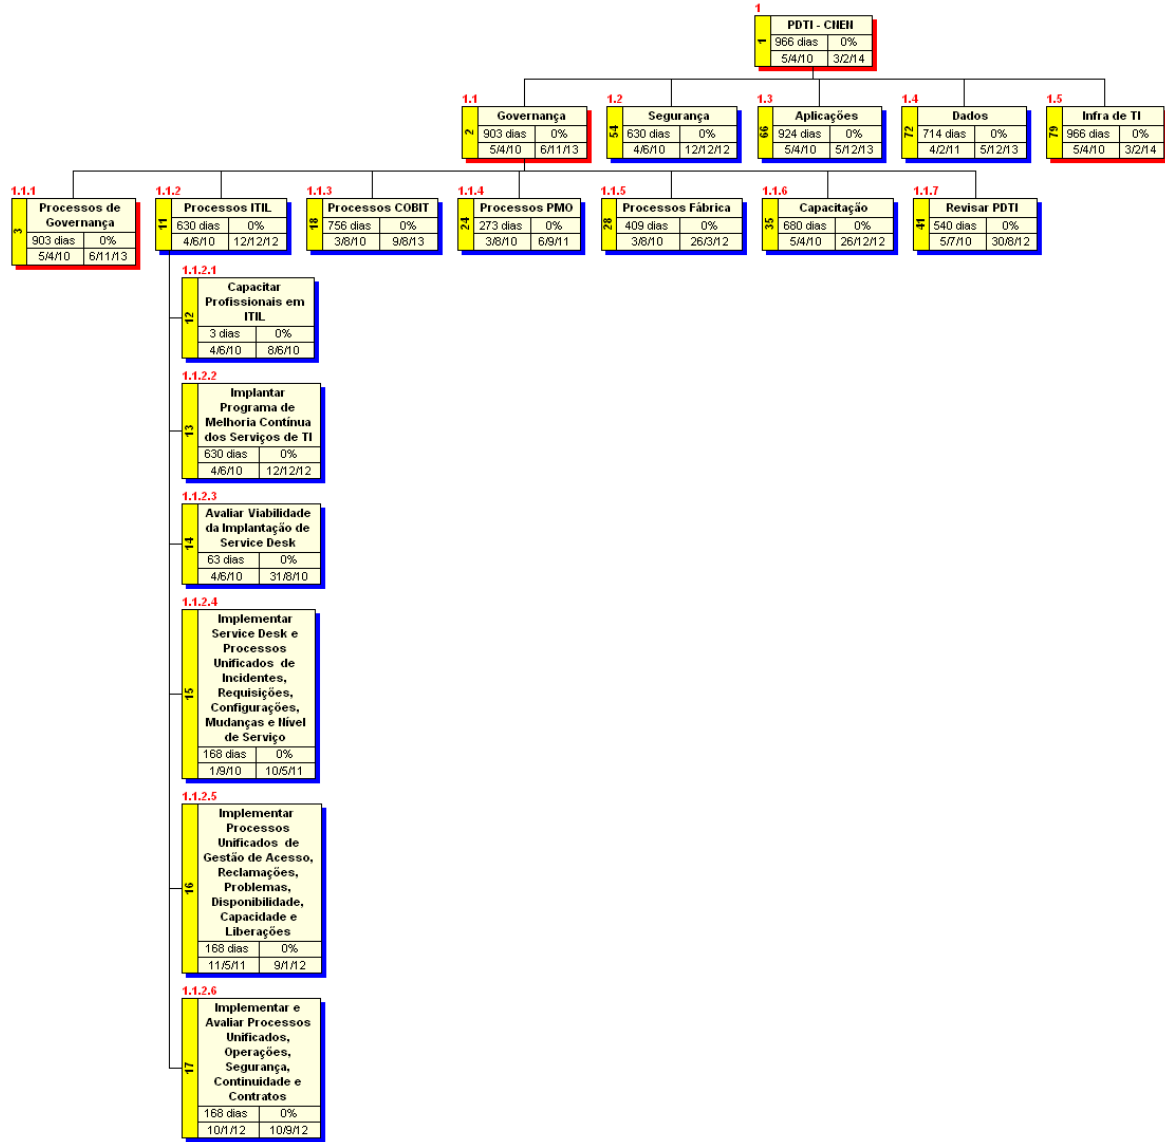 1
PDTI - CNEN
1
966 dias 0%
5/4/10 3/2/14
1.1
Governança
2
903 dias 0%
5/4/10 6/11/13
1.2
Segurança
54
630 dias 0%
4/6/10 12/12/12
1.3
Aplicações
66
924 dias 0%
5/4/10 5/12/13
1.4
Dados
72
714 dias 0%
4/2/11 5/12/13
1.5
Infra de TI
79
966 dias 0%
5/4/10 3/2/14
1.1.1
Processos de
Governança
3
903 dias 0%
5/4/10 6/11/13
1.1.2
Processos ITIL
11
630 dias 0%
4/6/10 12/12/12
1.1.3
Processos COBIT
18
756 dias 0%
3/8/10 9/8/13
1.1.4
Processos PMO
24
273 dias 0%
3/8/10 6/9/11
1.1.5
Processos Fábrica
28
409 dias 0%
3/8/10 26/3/12
1.1.6
Capacitação
35
680 dias 0%
5/4/10 26/12/12
1.1.7
Revisar PDTI
41
540 dias 0%
5/7/10 30/8/12
1.1.2.1
Capacitar
Profissionais em
ITIL
12
3 dias 0%
4/6/10 8/6/10
1.1.2.2
Implantar
Programa de
Melhoria Contínua
dos Serviços de TI
13
630 dias 0%
4/6/10 12/12/12
1.1.2.3
Avaliar Viabilidade
da Implantação de
Service Desk
14
63 dias 0%
4/6/10 31/8/10
1.1.2.4
Implementar
Service Desk e
Processos
Unificados de
Incidentes,
Requisições,
Configurações,
Mudanças e Nível
de Serviço
15
168 dias 0%
1/9/10 10/5/11
1.1.2.5
Implementar
Processos
Unificados de
Gestão de Acesso,
Reclamações,
Problemas,
Disponibilidade,
Capacidade e
Liberações
16
168 dias 0%
11/5/11 9/1/12
1.1.2.6
Implementar e
Avaliar Processos
Unificados,
Operações,
Segurança,
Continuidade e
Contratos
17
168 dias 0%
10/1/12 10/9/12